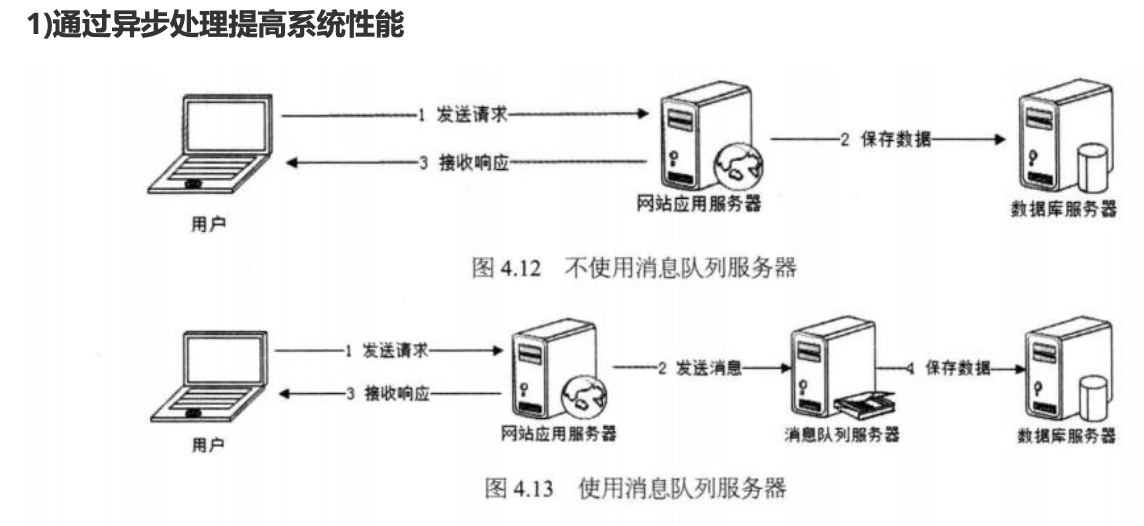 1)通过异步处理提高系统性能
1 发送请求
2 保存数据
3 接收响应
用户
网站应用服务器
数据库服务器
图 4.12 不使用消息队列服务器
1 发送请求
2 发送消息
4 保存数据
3 接收响应
用户
网站应用服务器
消息队列服务器
数据库服务器
图 4.13 使用消息队列服务器